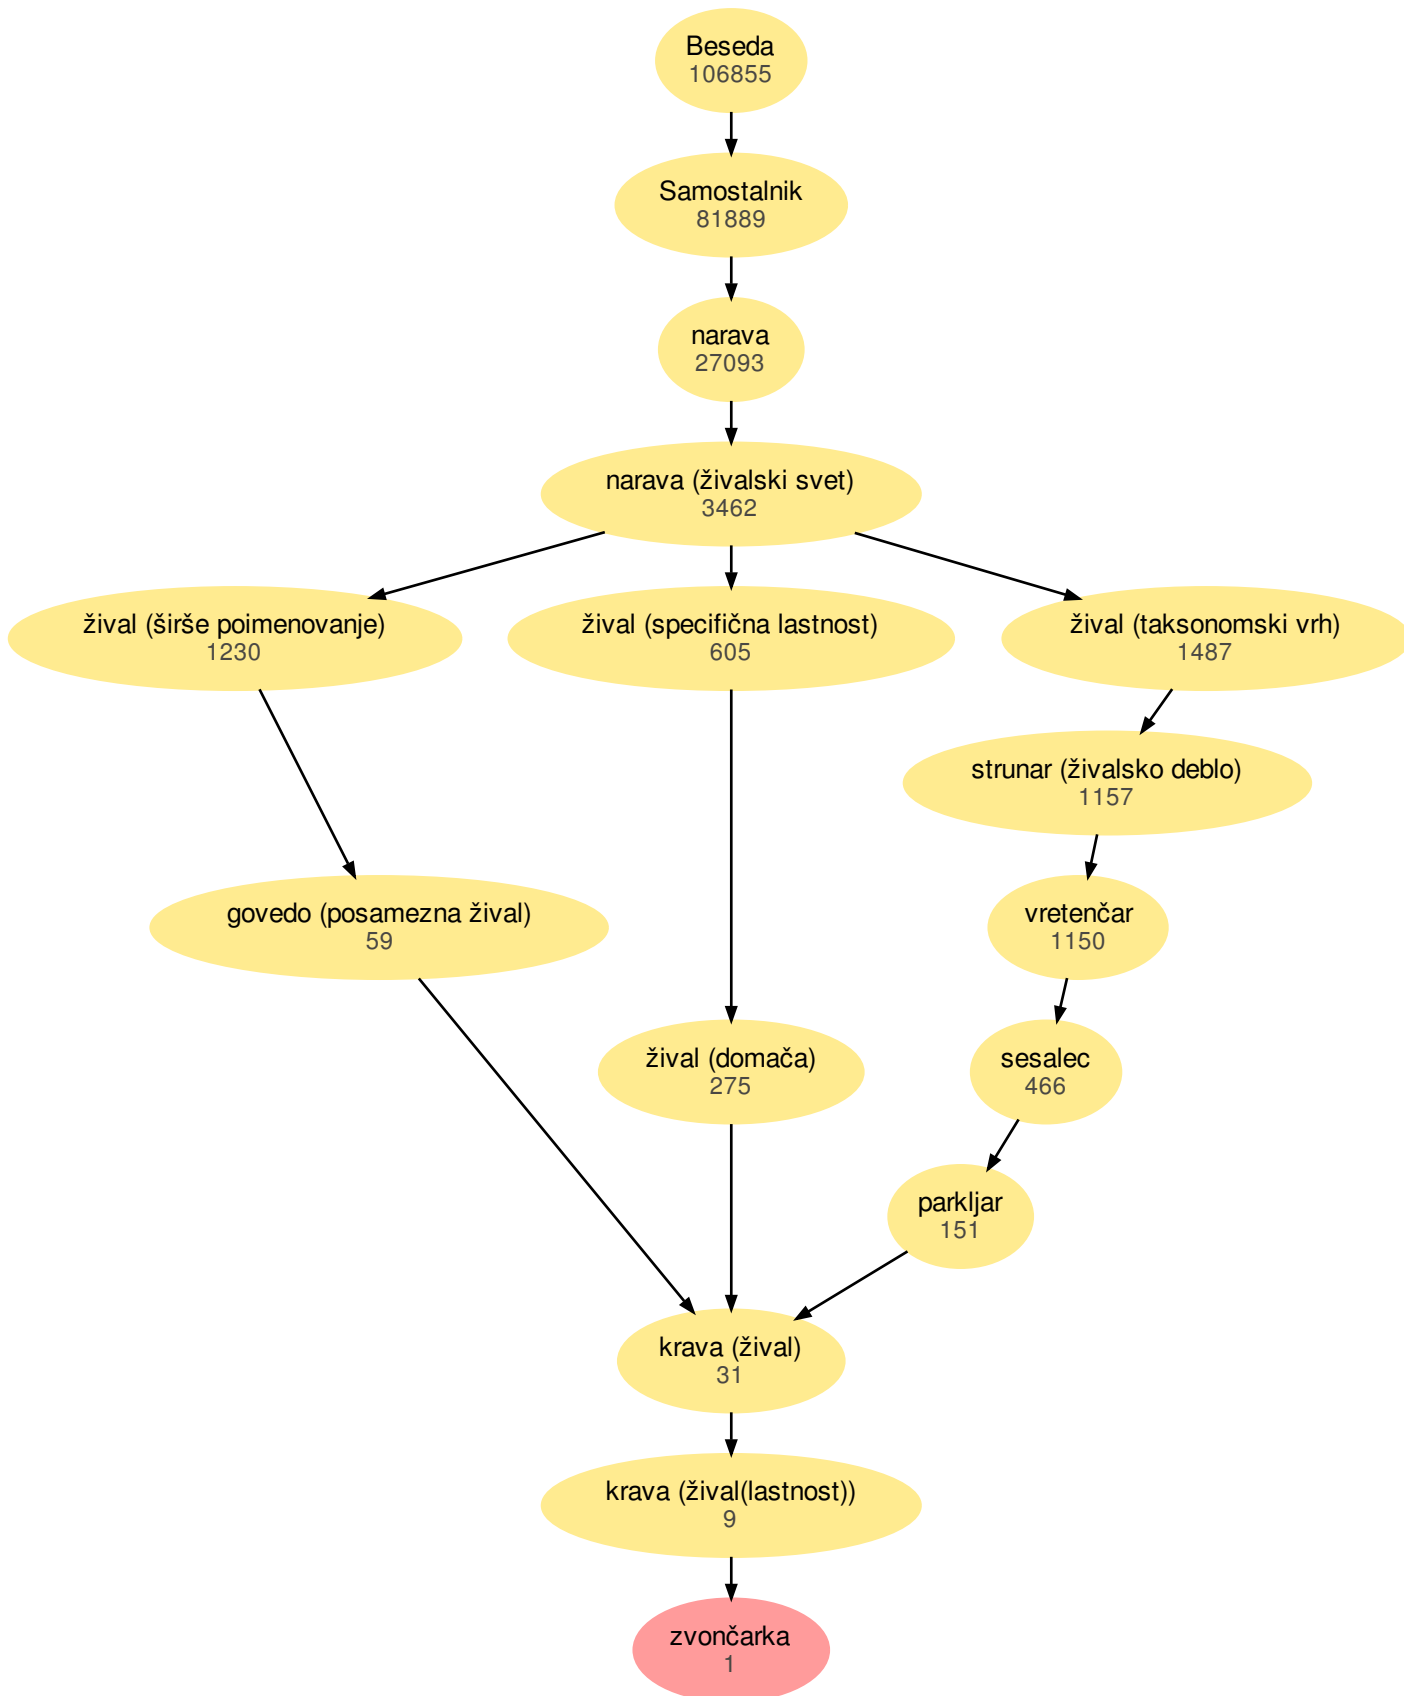 Beseda
106855
Samostalnik
81889
narava
27093
narava (živalski svet)
3462
žival (širše poimenovanje)
1230
žival (specifična lastnost)
605
žival (taksonomski vrh)
1487
strunar (živalsko deblo)
1157
govedo (posamezna žival)
59
vretenčar
1150
žival (domača)
275
sesalec
466
parkljar
151
krava (žival)
31
krava (žival(lastnost))
9
zvončarka
1